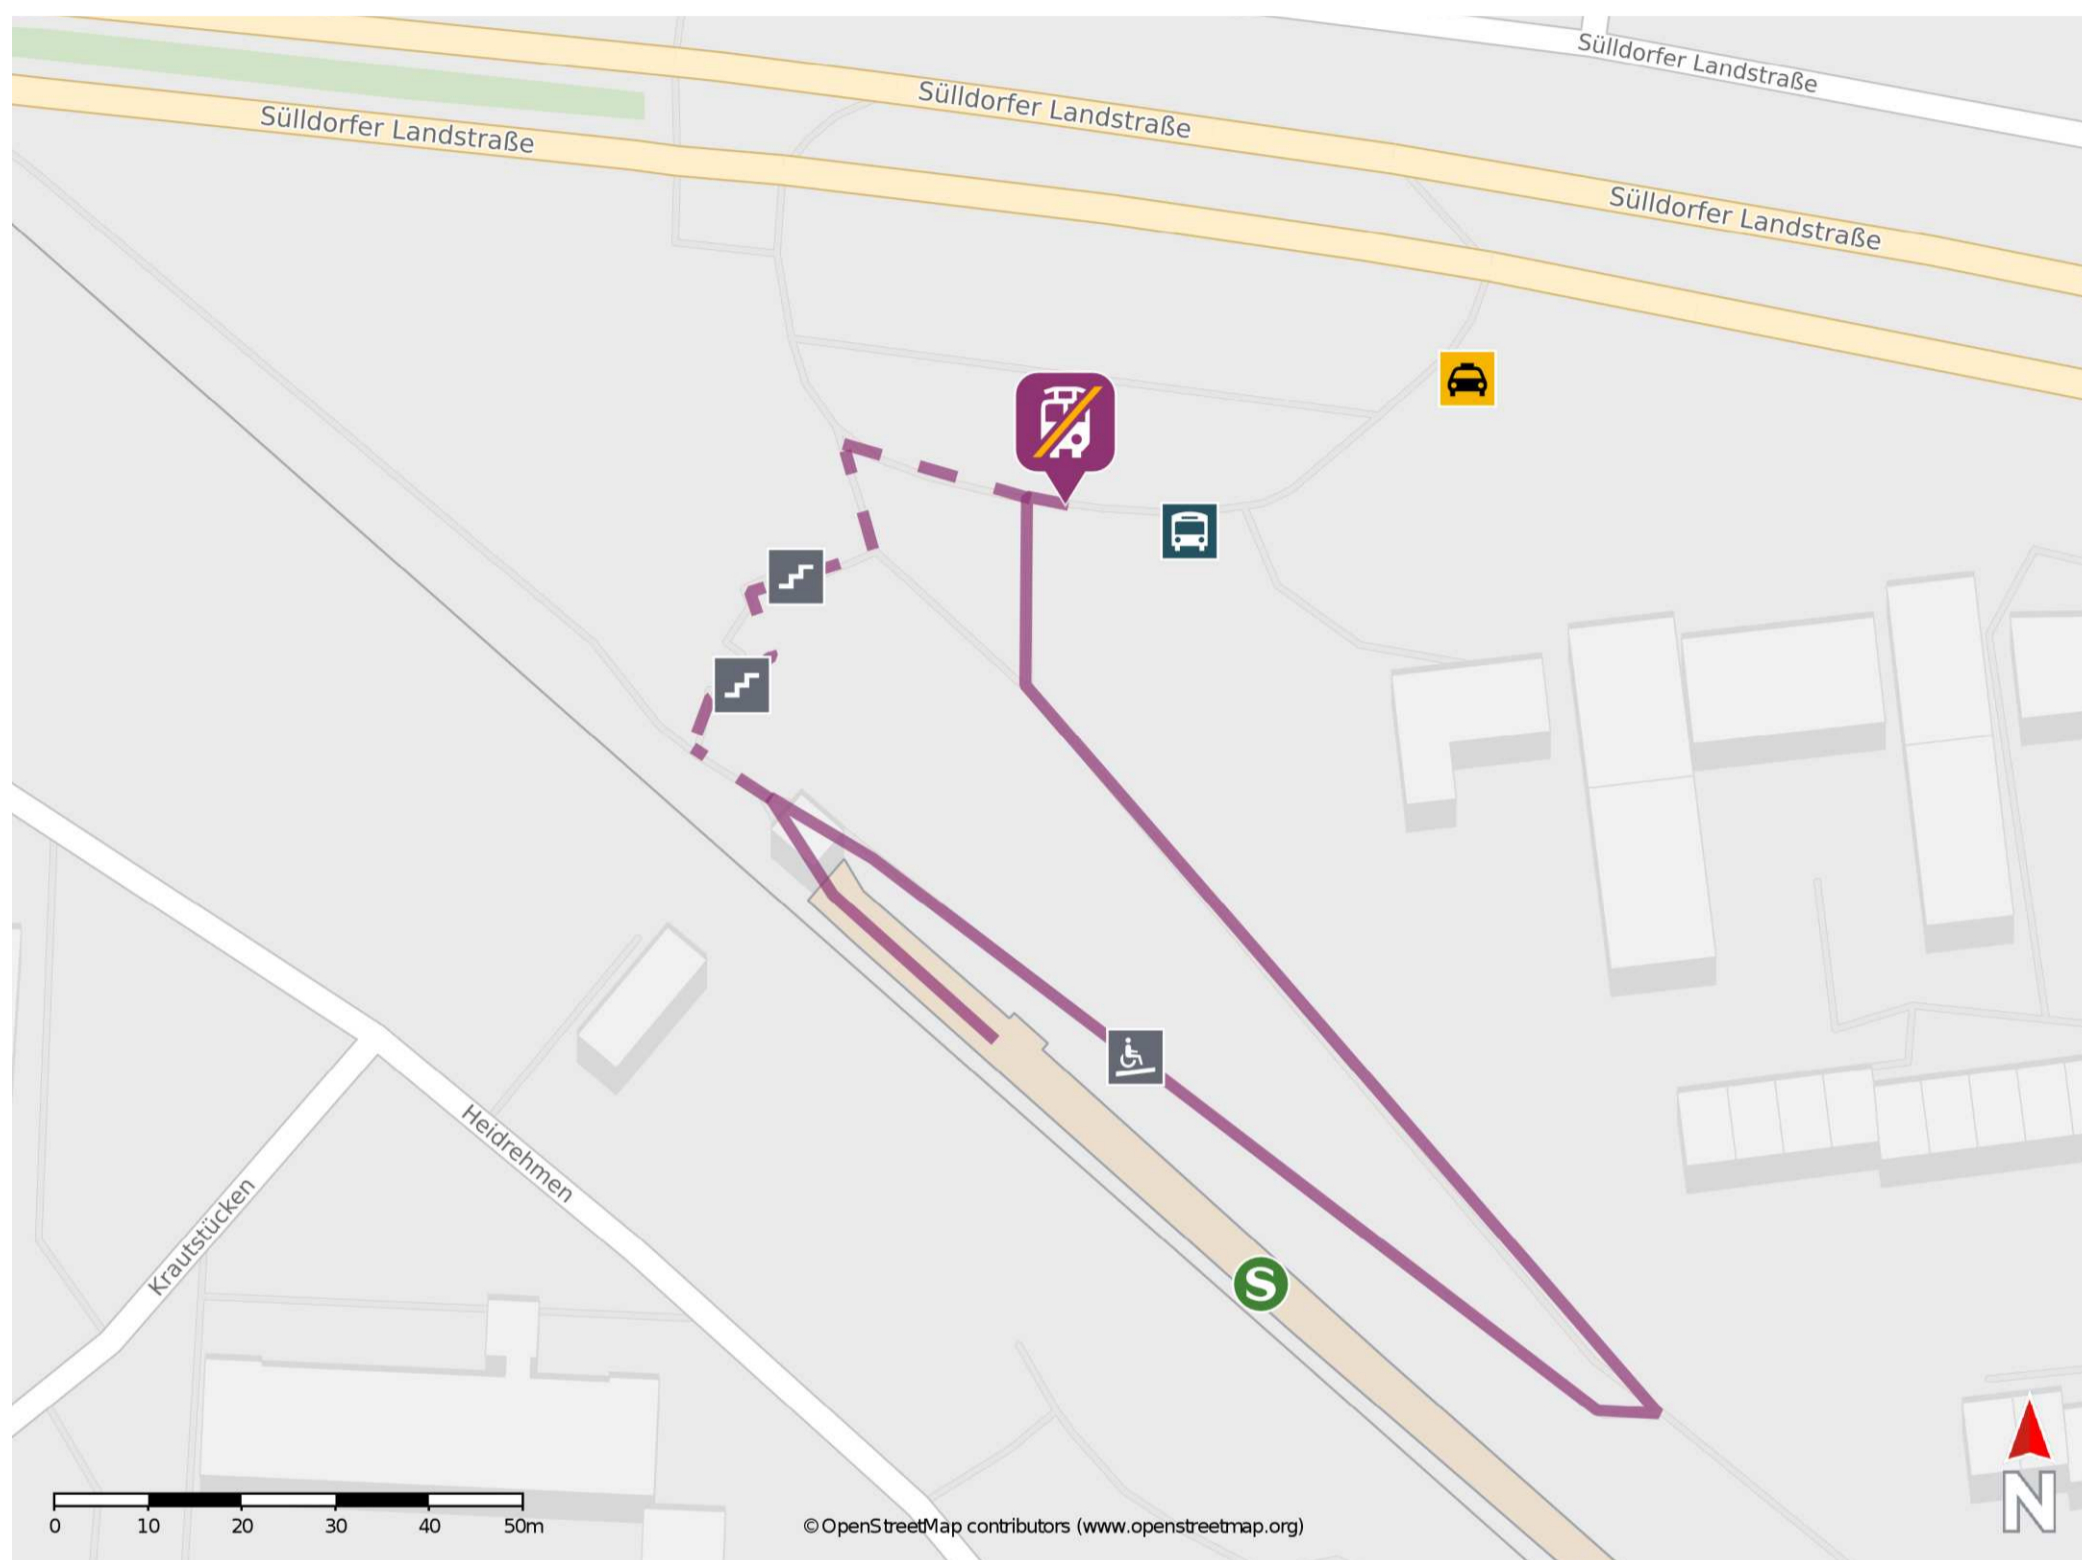 Sülldorfer Landstraße
Sülldorfer Landstraße
Sülldorfer Landstraße
Sülldorfer Landstraße
Heidrehmen
Krautstücken
S
N
0 10 20 30 40 50m
© OpenStreetMap contributors (www.openstreetmap.org)